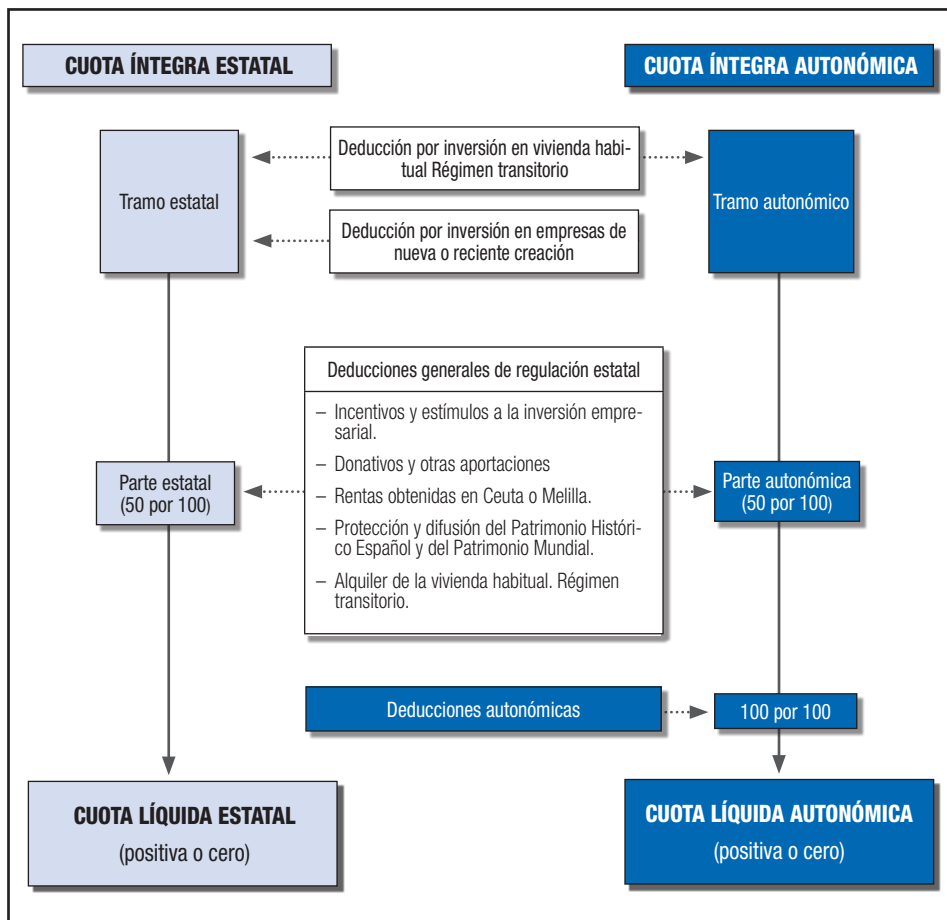 CUOTA ÍNTEGRA ESTATAL
CUOTA ÍNTEGRA AUTONÓMICA
Tramo estatal
Deducción por inversión en vivienda habi-
tual Régimen transitorio
Deducción por inversión en empresas de
nueva o reciente creación
Tramo autonómico
Deducciones generales de regulación estatal
– Incentivos y estímulos a la inversión empre-
sarial.
– Donativos y otras aportaciones
– Rentas obtenidas en Ceuta o Melilla.
– Protección y difusión del Patrimonio Históri-
co Español y del Patrimonio Mundial.
– Alquiler de la vivienda habitual. Régimen
transitorio.
Parte estatal
(50 por 100)
Parte autonómica
(50 por 100)
Deducciones autonómicas
100 por 100
CUOTA LÍQUIDA ESTATAL
(positiva o cero)
CUOTA LÍQUIDA AUTONÓMICA
(positiva o cero)